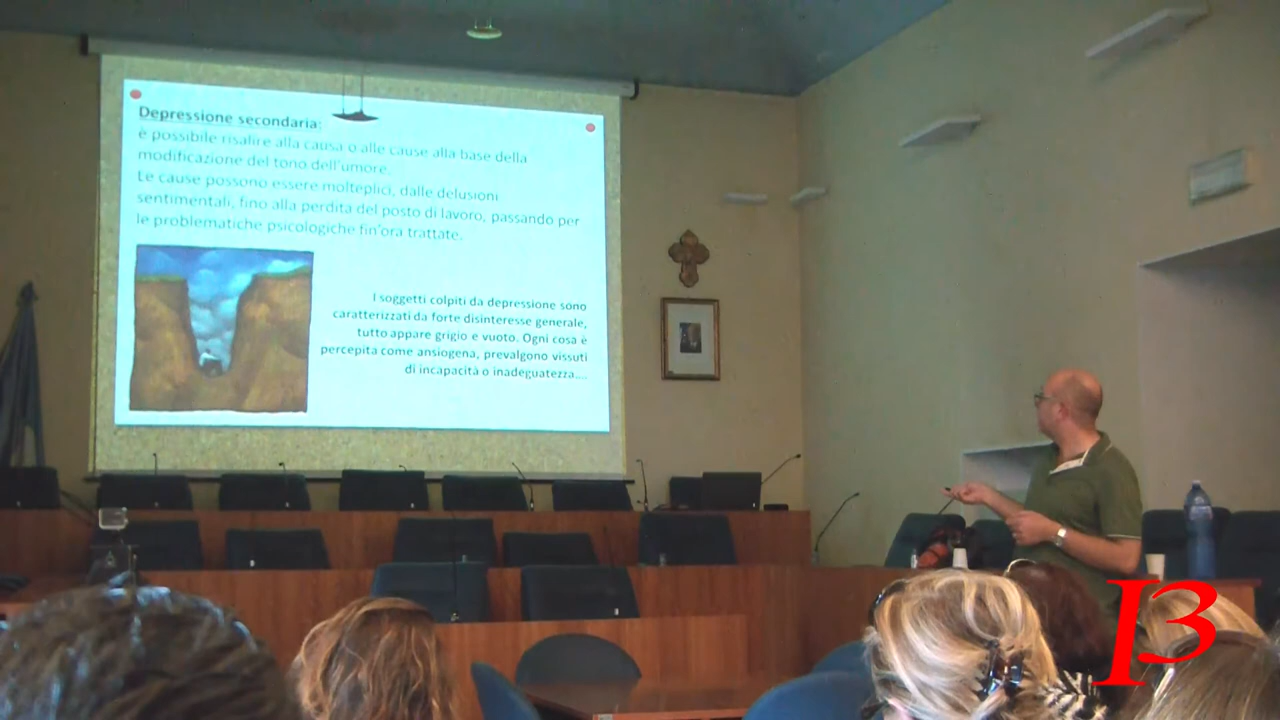 Depressione secondaria:
è possibile risalire alla causa o alle cause alla base della
modificazione del tono dell'umore.
Le cause possono essere molteplici, dalle delusioni
sentimentali, fino alla perdita del posto di lavoro, passando per
le problematiche psicologiche fin'ora trattate.
I soggetti colpiti da depressione sono
caratterizzati da forte disinteresse generale,
tutto appare grigio e vuoto. Ogni cosa è
percepita come ansiogena, prevalgono vissuti
di incapacità o inadeguatezza....
B